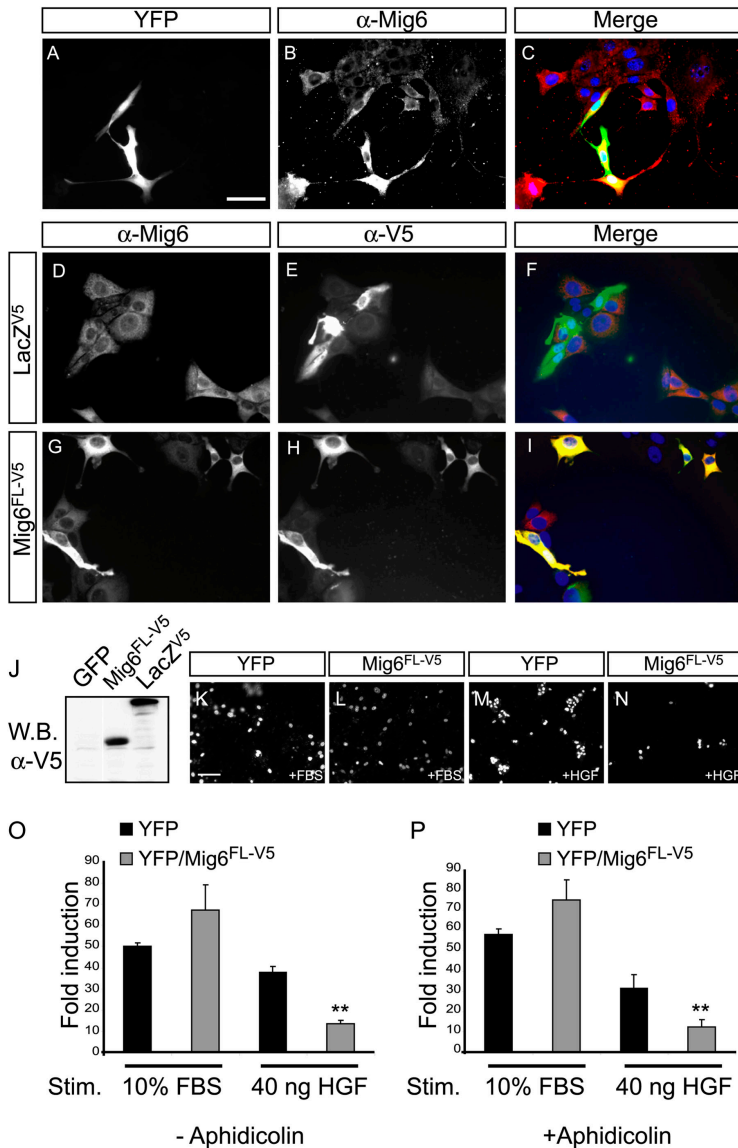 YFP α-Mig6 Merge
A B C
α-Mig6 α-V5 Merge
LacZV5
D E F
Mig6FL-V5
G H I
J
GFP Mig6FL-V5 LacZV5
W.B.
α-V5
YFP Mig6FL-V5 YFP Mig6FL-V5
K L M N
+FBS +FBS +HGF +HGF
O
YFP
YFP/Mig6FL-V5
Fold induction
90
80
70
60
50
40
30
20
10
0
**
Stim. 10% FBS 40 ng HGF
- Aphidicolin
P
YFP
YFP/Mig6FL-V5
Fold induction
90
80
70
60
50
40
30
20
10
0
**
Stim. 10% FBS 40 ng HGF
+Aphidicolin